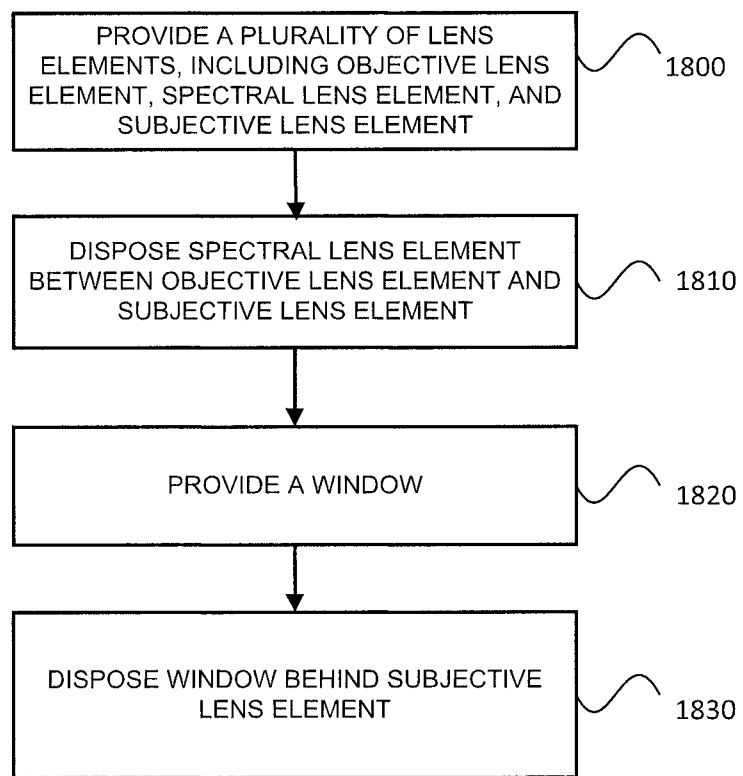 PROVIDE A PLURALITY OF LENS
ELEMENTS, INCLUDING OBJECTIVE LENS
ELEMENT, SPECTRAL LENS ELEMENT, AND
SUBJECTIVE LENS ELEMENT
1800
DISPOSE SPECTRAL LENS ELEMENT
BETWEEN OBJECTIVE LENS ELEMENT AND
SUBJECTIVE LENS ELEMENT
1810
PROVIDE A WINDOW
1820
DISPOSE WINDOW BEHIND SUBJECTIVE
LENS ELEMENT
1830